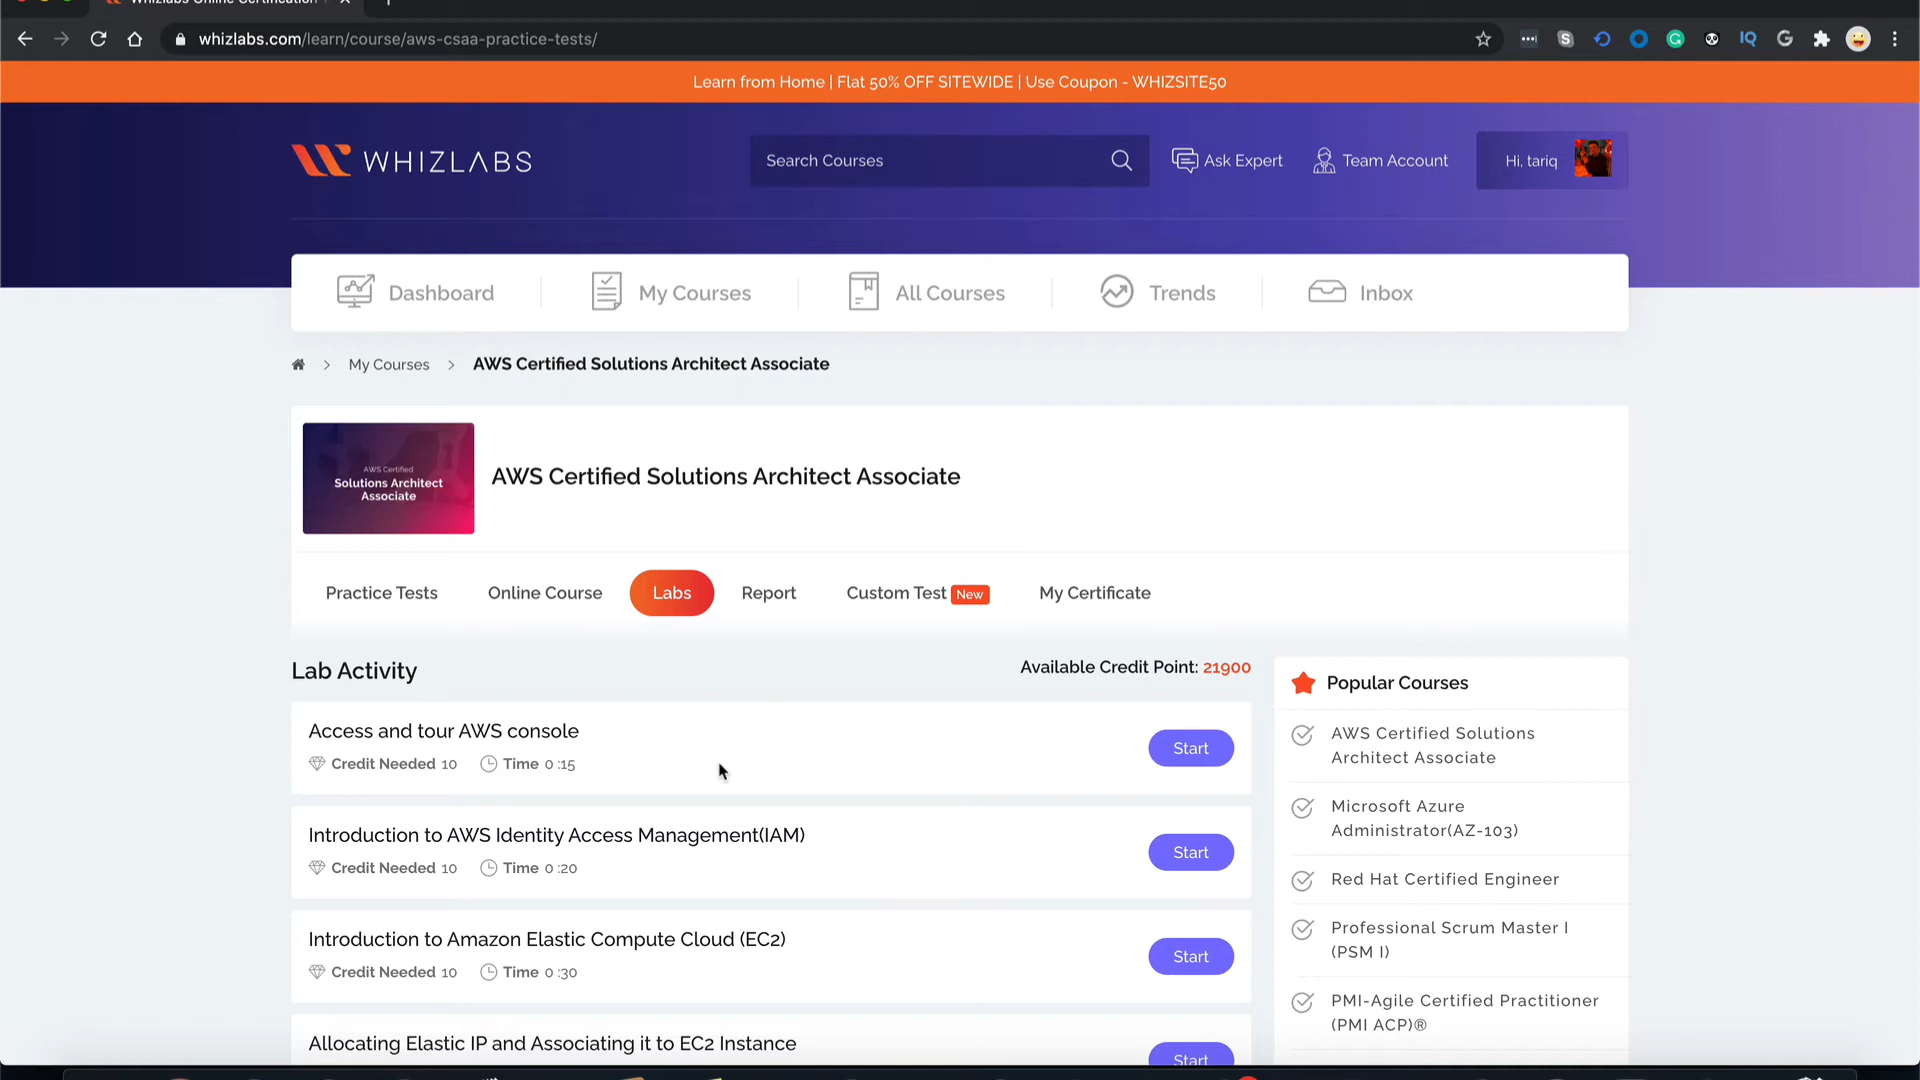 Whizlabs Online Certification
whizlabs.com/learn/course/aws-csaa-practice-tests/
Learn from Home | Flat 50% OFF SITEWIDE | Use Coupon - WHIZSITE50
WHIZLABS
Search Courses
Ask Expert
Team Account
Hi, tariq
Dashboard
My Courses
All Courses
Trends
Inbox
> My Courses > AWS Certified Solutions Architect Associate
AWS Certified
Solutions Architect
Associate
AWS Certified Solutions Architect Associate
Practice Tests
Online Course
Labs
Report
Custom Test New
My Certificate
Lab Activity
Available Credit Point: 21900
Access and tour AWS console
Credit Needed 10 Time 0 :15
Start
Introduction to AWS Identity Access Management(IAM)
Credit Needed 10 Time 0 :20
Start
Introduction to Amazon Elastic Compute Cloud (EC2)
Credit Needed 10 Time 0 :30
Start
Allocating Elastic IP and Associating it to EC2 Instance
Start
Popular Courses
AWS Certified Solutions
Architect Associate
Microsoft Azure
Administrator(AZ-103)
Red Hat Certified Engineer
Professional Scrum Master I
(PSM I)
PMI-Agile Certified Practitioner
(PMI ACP)®